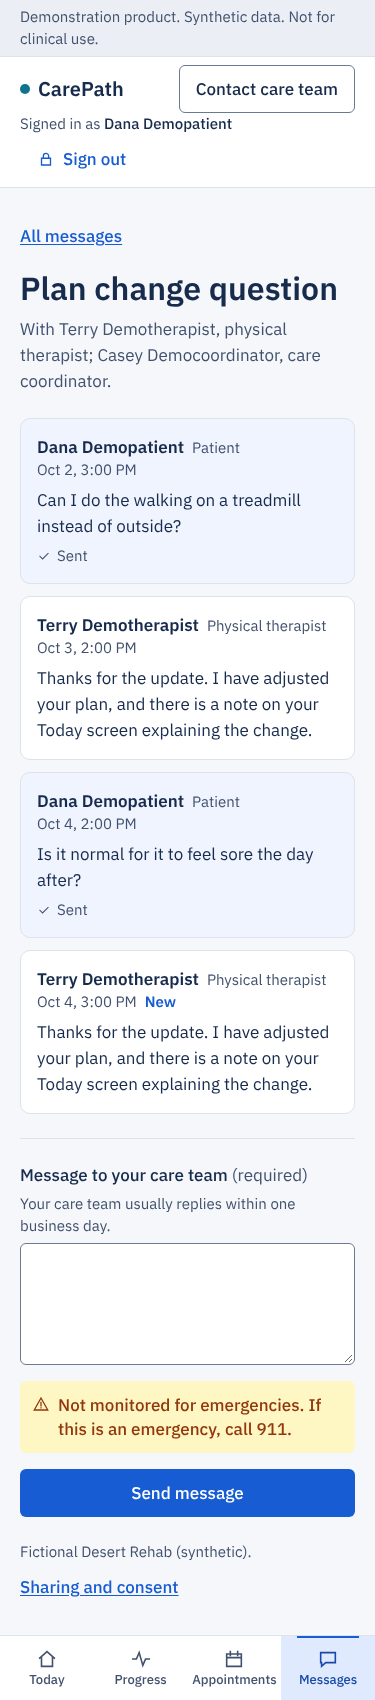 Demonstration product. Synthetic data. Not for
clinical use.
CarePath
Contact care team
Signed in as Dana Demopatient
Sign out
All messages
Plan change question
With Terry Demotherapist, physical
therapist; Casey Democoordinator, care
coordinator.
Dana Demopatient Patient
Oct 2, 3:00 PM
Can I do the walking on a treadmill
instead of outside?
Sent
Terry Demotherapist Physical therapist
Oct 3, 2:00 PM
Thanks for the update. I have adjusted
your plan, and there is a note on your
Today screen explaining the change.
Dana Demopatient Patient
Oct 4, 2:00 PM
Is it normal for it to feel sore the day
after?
Sent
Terry Demotherapist Physical therapist
Oct 4, 3:00 PM New
Thanks for the update. I have adjusted
your plan, and there is a note on your
Today screen explaining the change.
Message to your care team (required)
Your care team usually replies within one
business day.
Not monitored for emergencies. If
this is an emergency, call 911.
Send message
Fictional Desert Rehab (synthetic).
Sharing and consent
Today Progress Appointments Messages